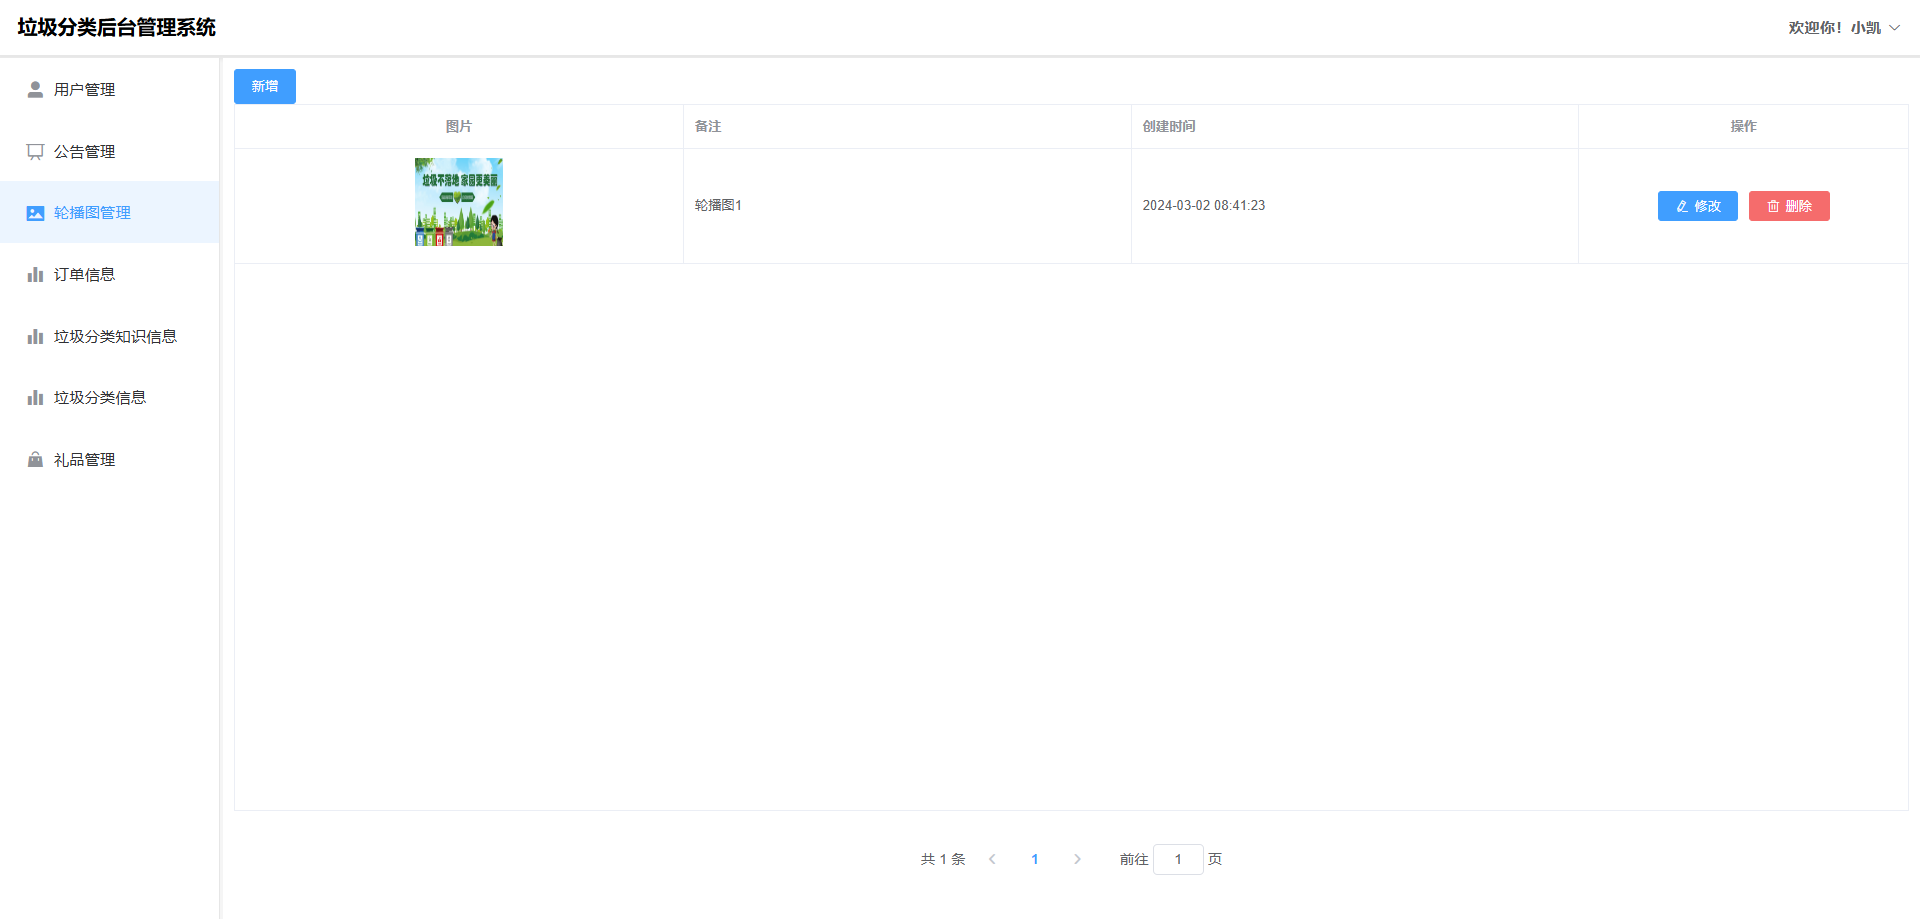 垃圾分类后台管理系统
欢迎你！小凯
用户管理
公告管理
轮播图管理
订单信息
垃圾分类知识信息
垃圾分类信息
礼品管理
新增
图片 备注 创建时间 操作
垃圾不落地 家园更美丽
轮播图1 2024-03-02 08:41:23 修改 删除
共 1 条 1 前往 1 页